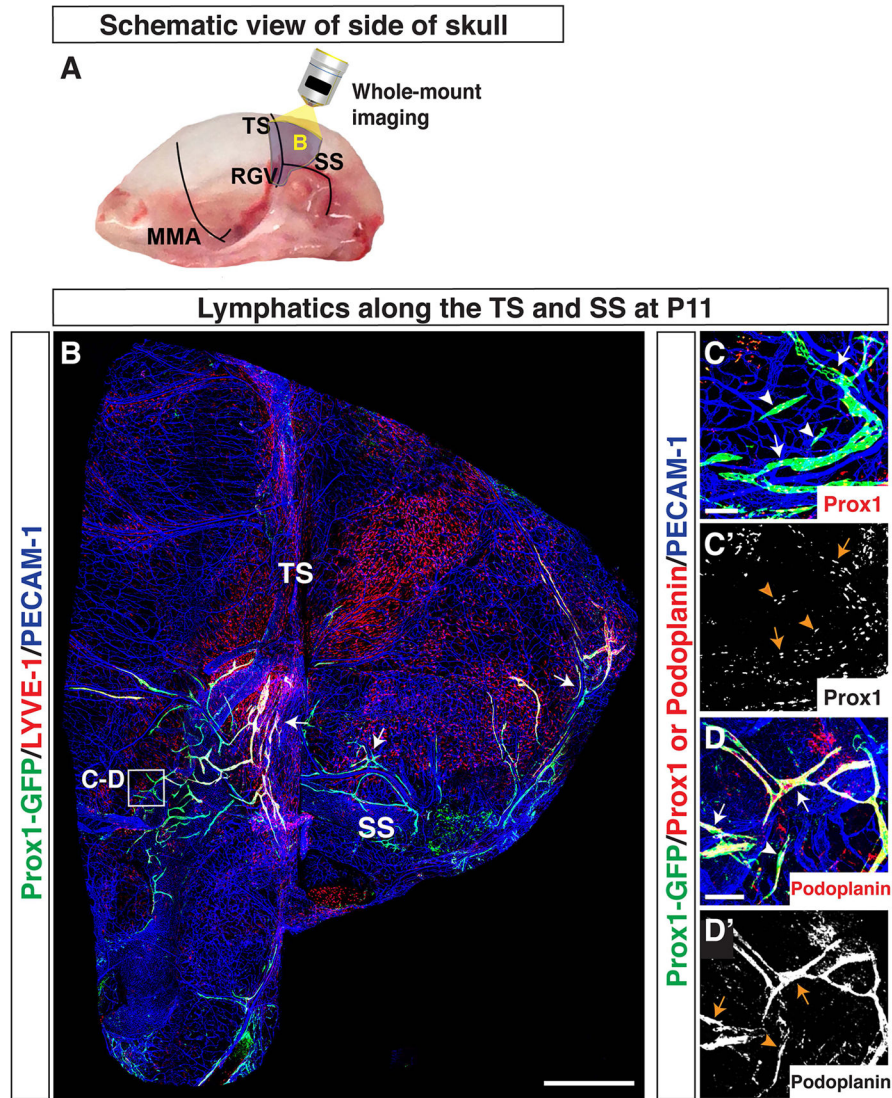 Schematic view of side of skull
A
Whole-mount
imaging
TS
B
SS
RGV
MMA
Lymphatics along the TS and SS at P11
Prox1-GFP/LYVE-1/PECAM-1
B
TS
C-D
SS
Prox1-GFP/Prox1 or Podoplanin/PECAM-1
C
Prox1
C'
Prox1
D
Podoplanin
D'
Podoplanin